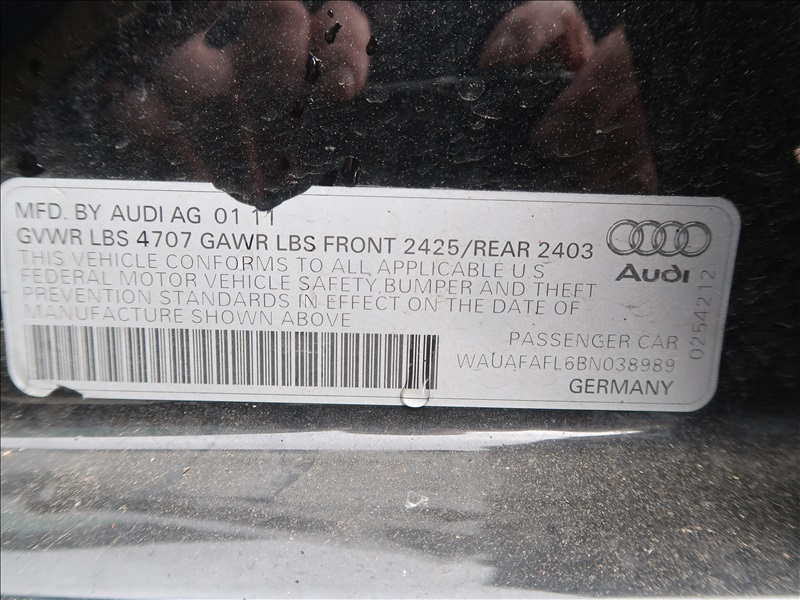 MFD. BY AUDI AG 01 11
GVWR LBS 4707 GAWR LBS FRONT 2425/REAR 2403
THIS VEHICLE CONFORMS TO ALL APPLICABLE U S
FEDERAL MOTOR VEHICLE SAFETY, BUMPER AND THEFT
PREVENTION STANDARDS IN EFFECT ON THE DATE OF
MANUFACTURE SHOWN ABOVE
Audi
0254212
PASSENGER CAR
WAUAFAFL6BN038989
GERMANY